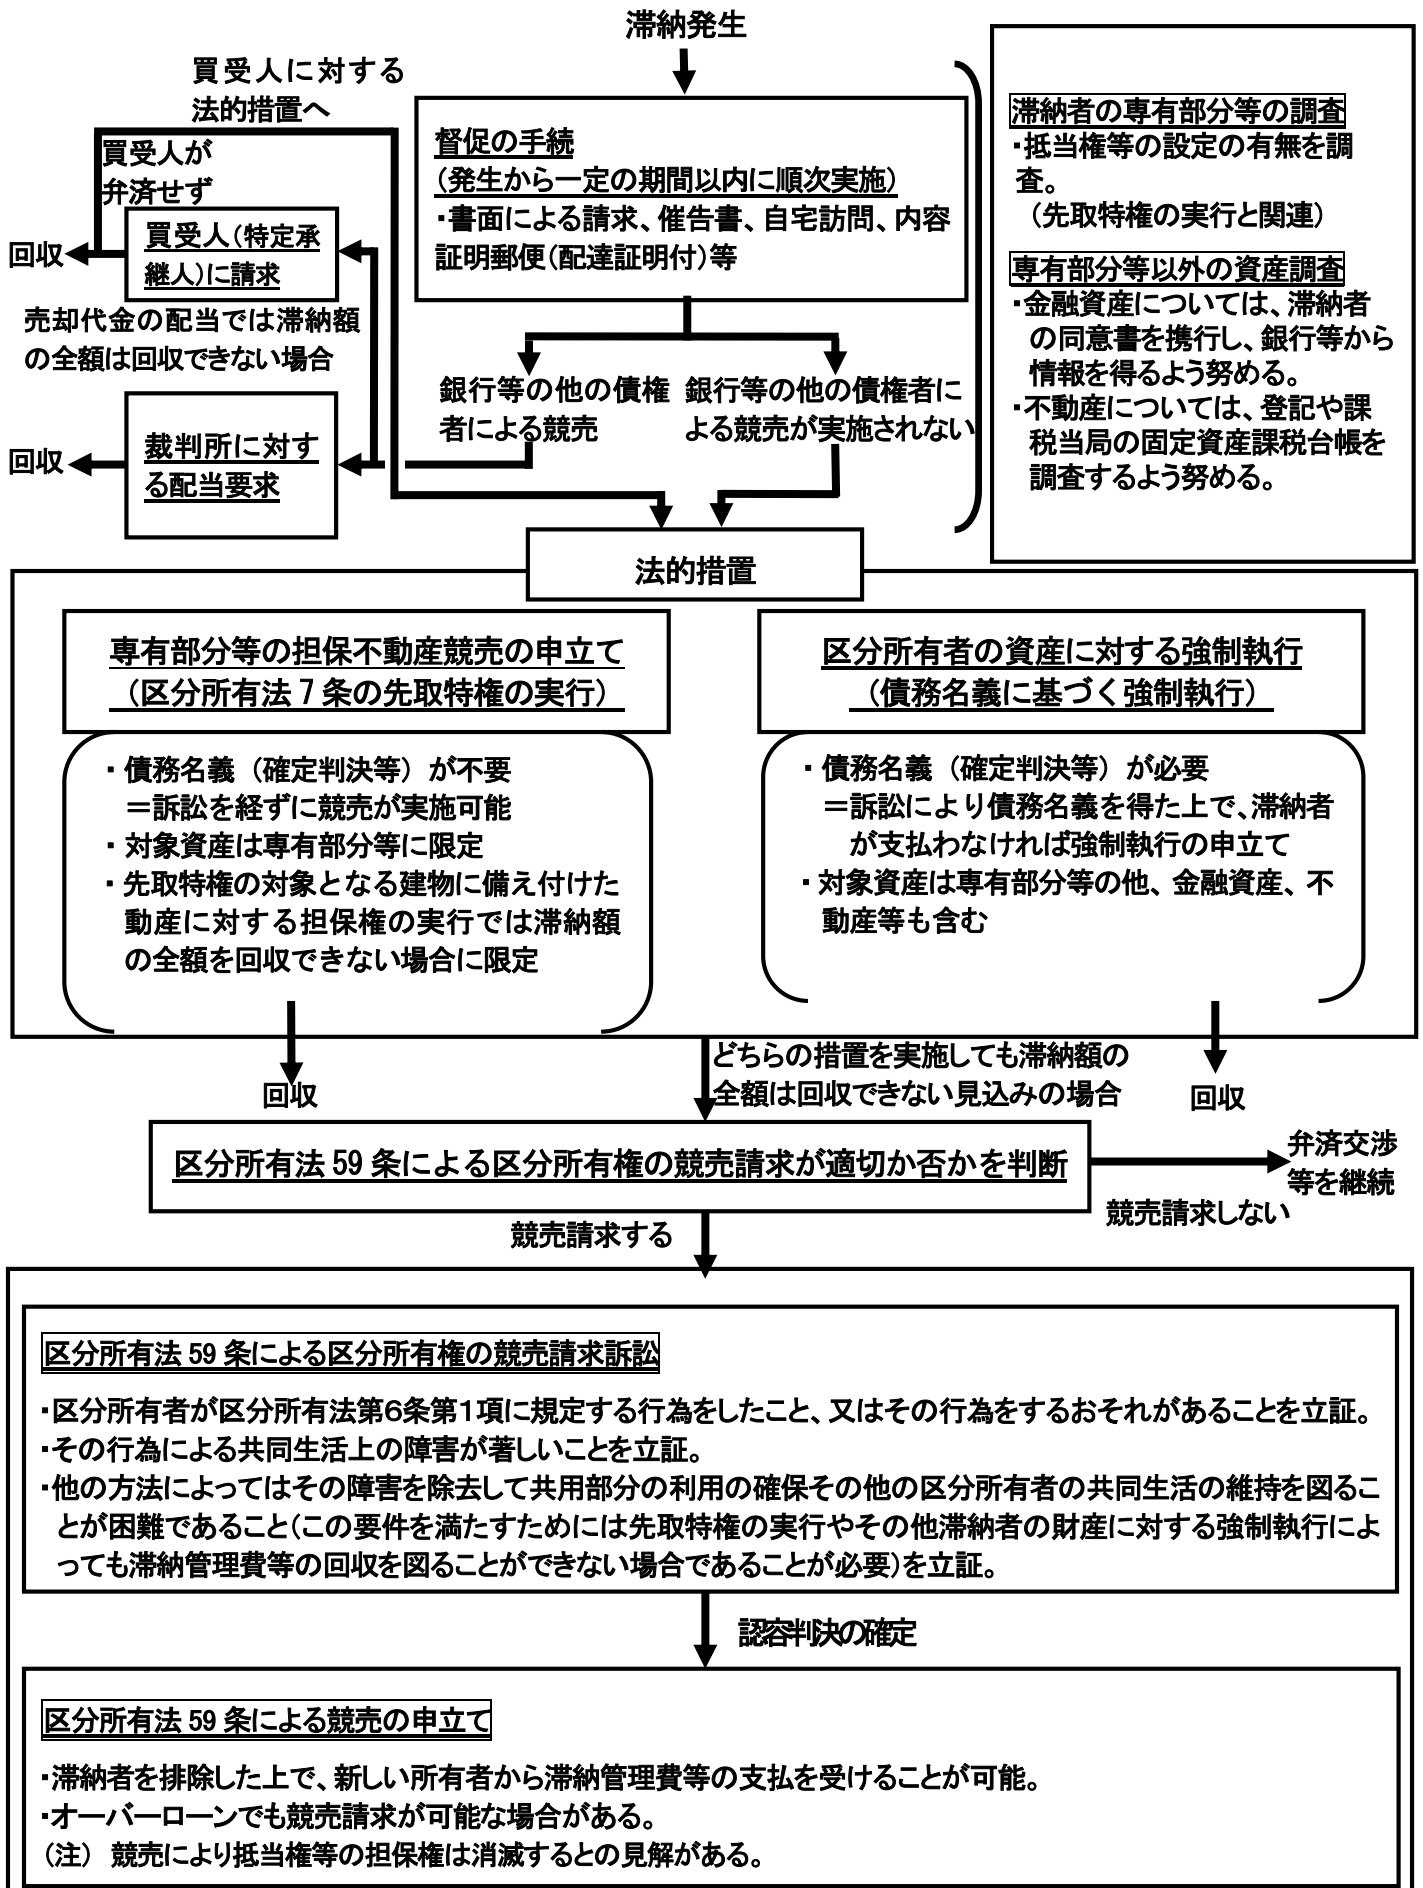 滞納発生
買受人に対する
法的措置へ
買受人が
弁済せず
回収
買受人（特定承
継人）に請求
売却代金の配当では滞納額
の全額は回収できない場合
回収
裁判所に対す
る配当要求
督促の手続
（発生から一定の期間以内に順次実施）
・書面による請求、催告書、自宅訪問、内容
証明郵便（配達証明付）等
銀行等の他の債権
者による競売
銀行等の他の債権者に
よる競売が実施されない
滞納者の専有部分等の調査
・抵当権等の設定の有無を調
査。
（先取特権の実行と関連）
専有部分等以外の資産調査
・金融資産については、滞納者
の同意書を携行し、銀行等から
情報を得るよう努める。
・不動産については、登記や課
税当局の固定資産課税台帳を
調査するよう努める。
法的措置
専有部分等の担保不動産競売の申立て
（区分所有法 7 条の先取特権の実行）
・債務名義（確定判決等）が不要
＝訴訟を経ずに競売が実施可能
・対象資産は専有部分等に限定
・先取特権の対象となる建物に備え付けた
動産に対する担保権の実行では滞納額
の全額を回収できない場合に限定
区分所有者の資産に対する強制執行
（債務名義に基づく強制執行）
・債務名義（確定判決等）が必要
＝訴訟により債務名義を得た上で、滞納者
が支払わなければ強制執行の申立て
・対象資産は専有部分等の他、金融資産、不
動産等も含む
回収
どちらの措置を実施しても滞納額の
全額は回収できない見込みの場合
回収
区分所有法 59 条による区分所有権の競売請求が適切か否かを判断
弁済交渉
等を継続
競売請求しない
競売請求する
区分所有法 59 条による区分所有権の競売請求訴訟
・区分所有者が区分所有法第6条第1項に規定する行為をしたこと、又はその行為をするおそれがあることを立証。
・その行為による共同生活上の障害が著しいことを立証。
・他の方法によってはその障害を除去して共用部分の利用の確保その他の区分所有者の共同生活の維持を図るこ
とが困難であること（この要件を満たすためには先取特権の実行やその他滞納者の財産に対する強制執行によ
っても滞納管理費等の回収を図ることができない場合であることが必要）を立証。
認容判決の確定
区分所有法 59 条による競売の申立て
・滞納者を排除した上で、新しい所有者から滞納管理費等の支払を受けることが可能。
・オーバーローンでも競売請求が可能な場合がある。
（注） 競売により抵当権等の担保権は消滅するとの見解がある。